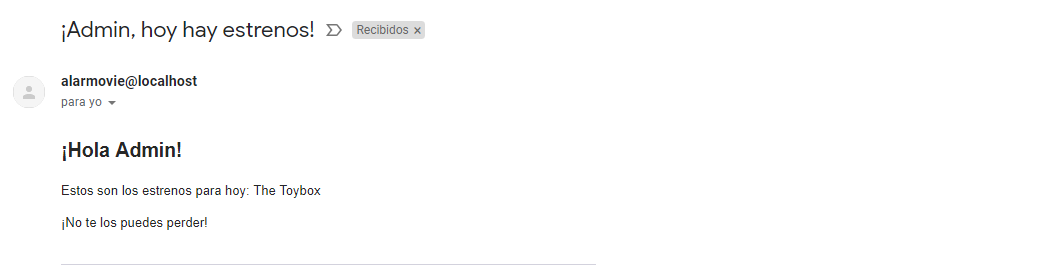 ¡Admin, hoy hay estrenos! Recibidos ×
alarmovie@localhost
para yo
¡Hola Admin!
Estos son los estrenos para hoy: The Toybox
¡No te los puedes perder!